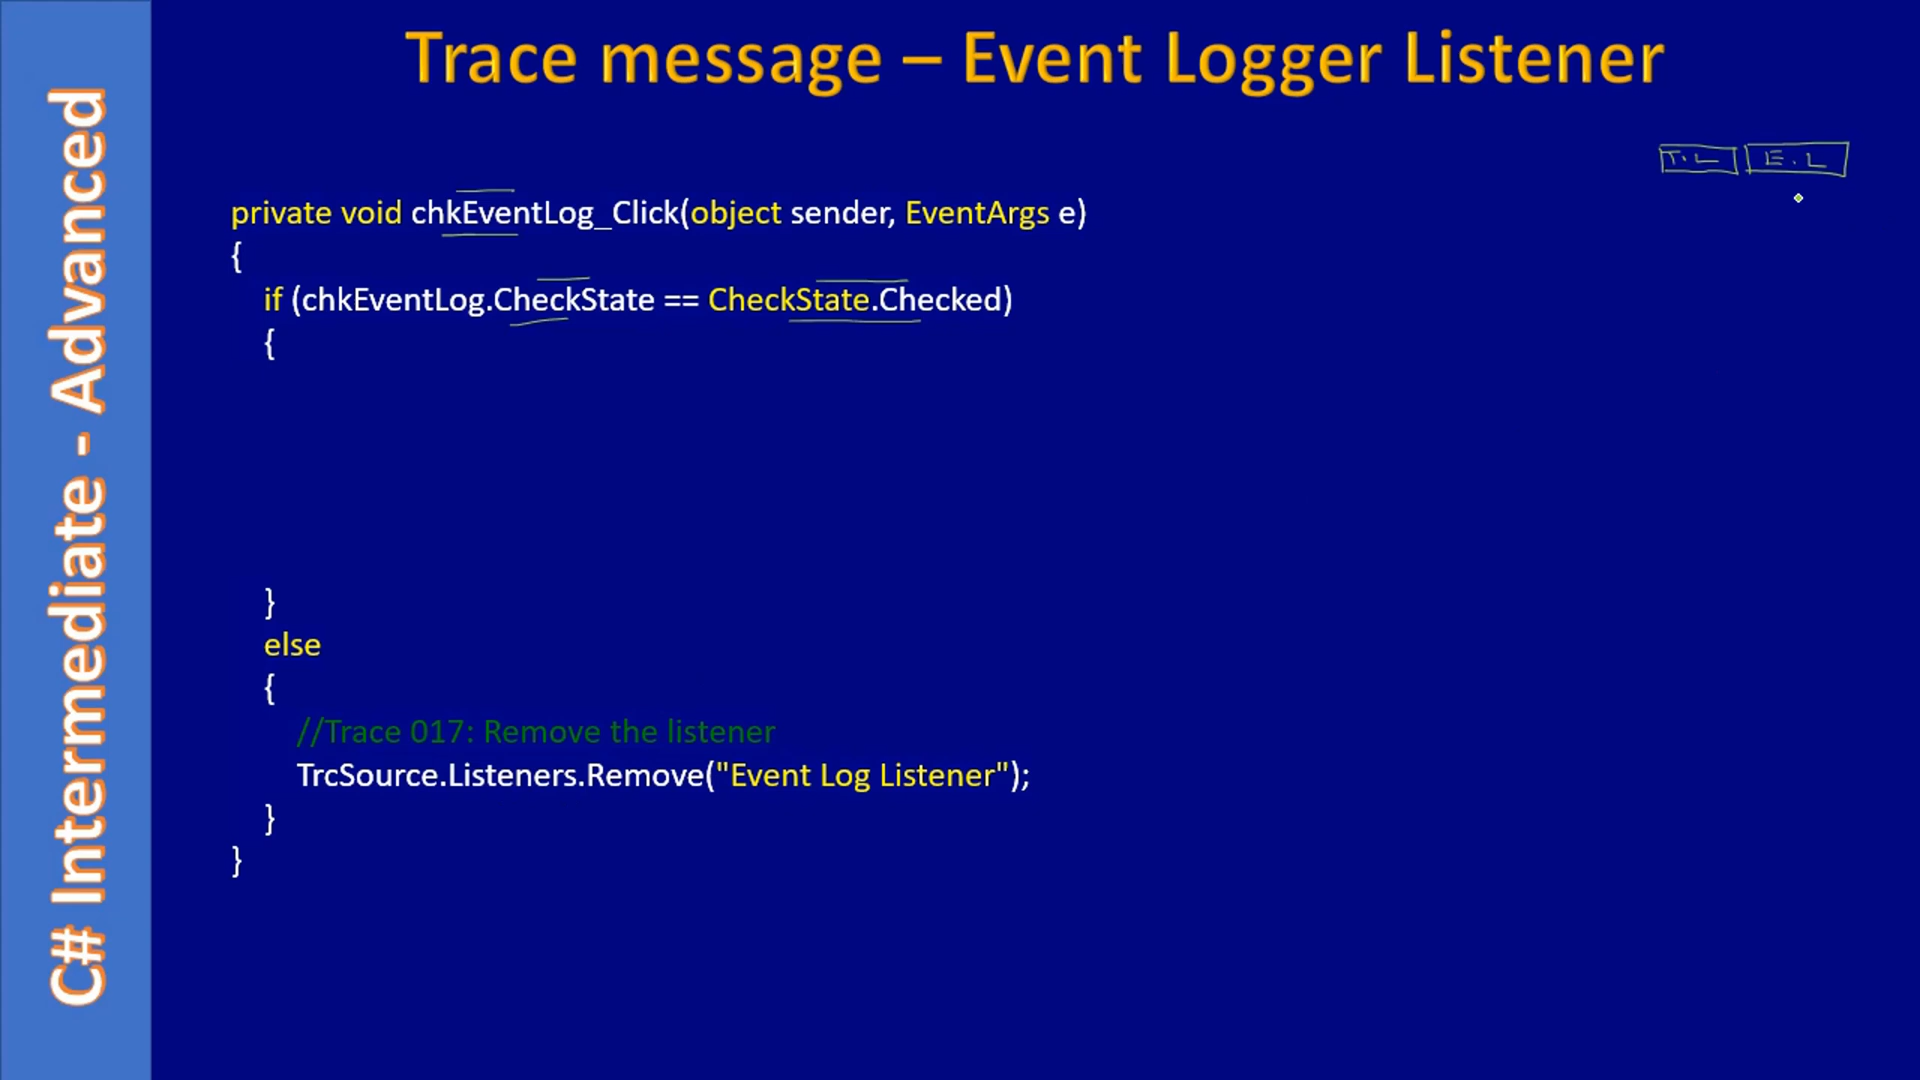 C# Intermediate - Advanced
Trace message – Event Logger Listener
T.L E.L
private void chkEventLog_Click(object sender, EventArgs e)
{
if (chkEventLog.CheckState == CheckState.Checked)
{
}
else
{
//Trace 017: Remove the listener
TrcSource.Listeners.Remove("Event Log Listener");
}
}